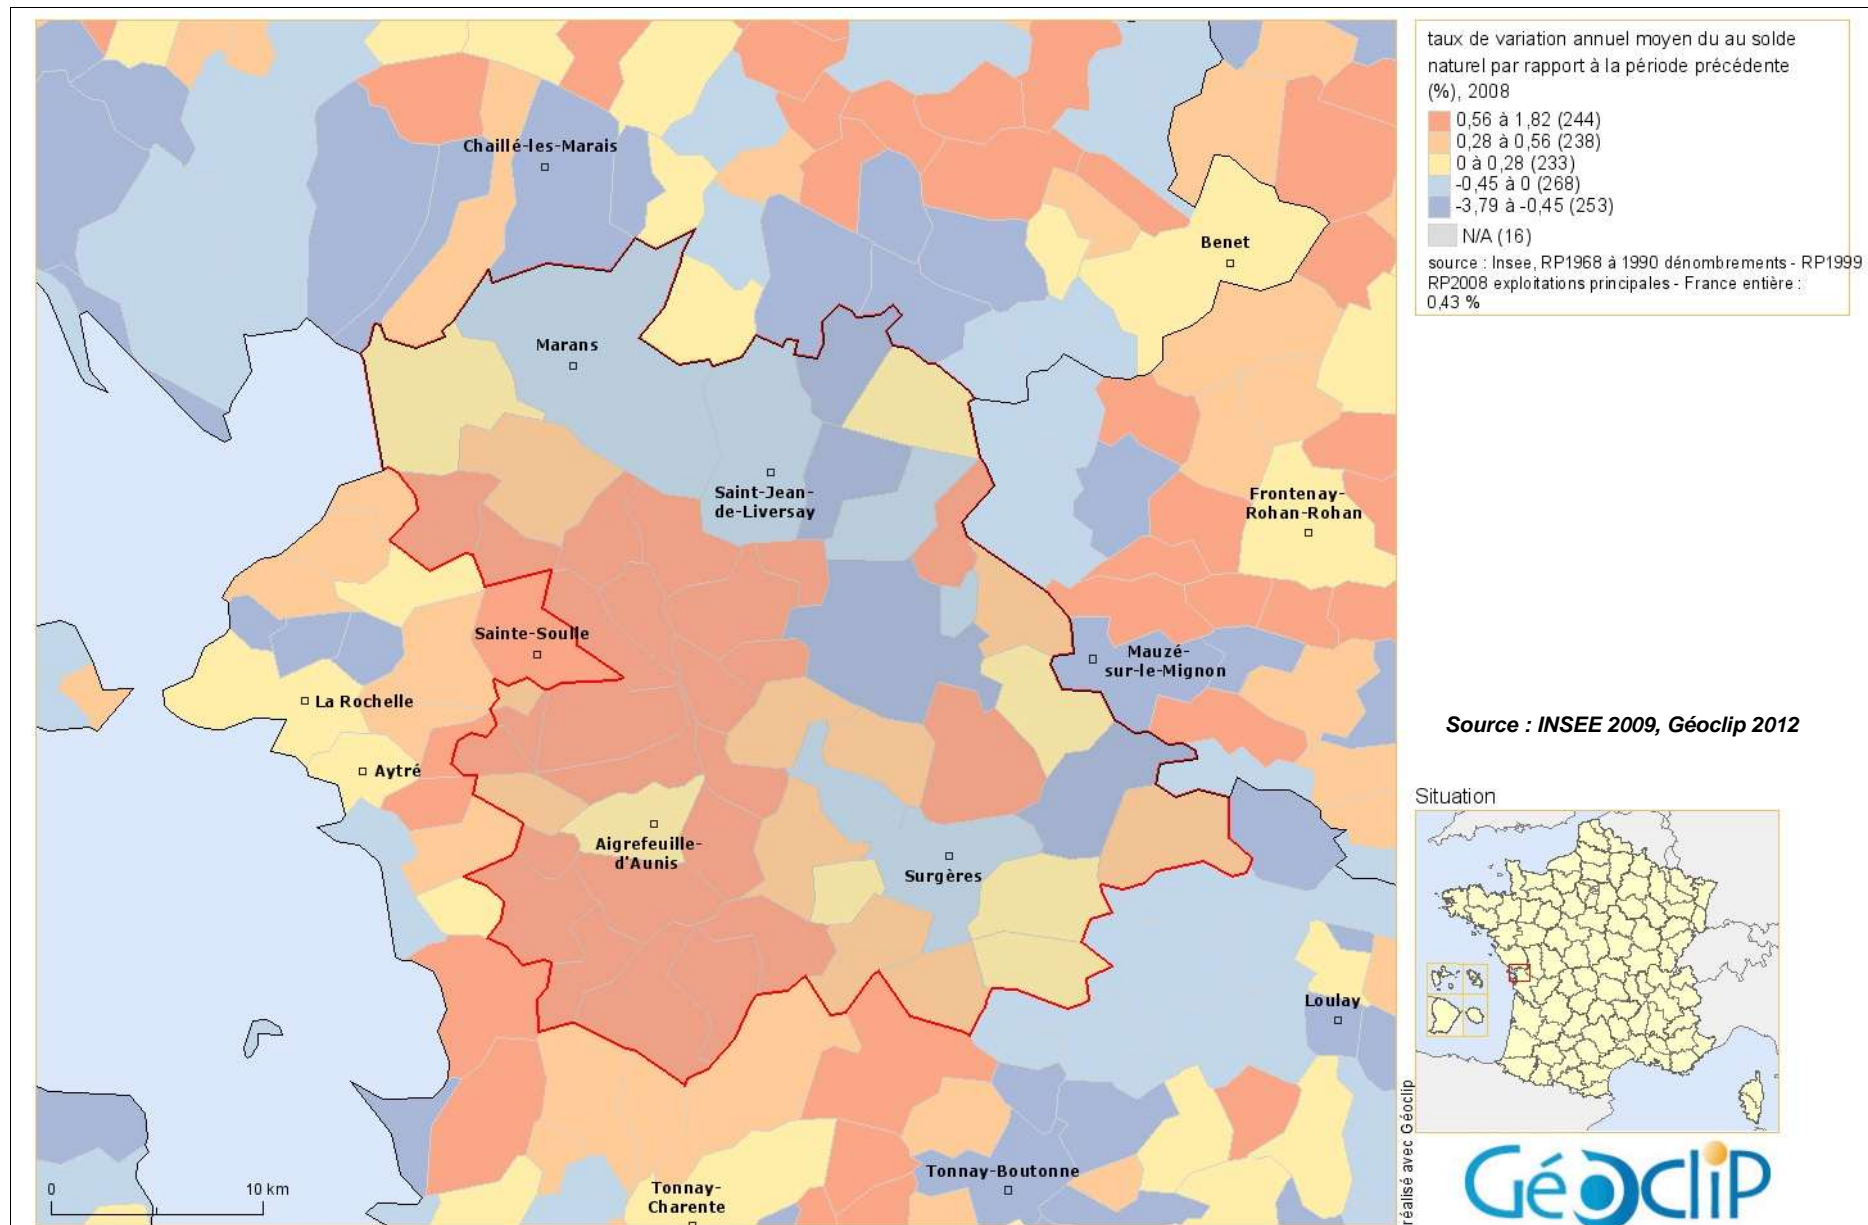 taux de variation annuel moyen du au solde
naturel par rapport à la période précédente
(%), 2008
0,56 à 1,82 (244)
0,28 à 0,56 (238)
0 à 0,28 (233)
-0,45 à 0 (268)
-3,79 à -0,45 (253)
N/A (16)
source : Insee, RP1968 à 1990 dénombrements - RP1999
RP2008 exploitations principales - France entière :
0,43 %
Chaillé-les-Marais
Benet
Marans
Saint-Jean-
de-Liversay
Frontenay-
Rohan-Rohan
Sainte-Soulle
Mauzé-
sur-le-Mignon
La Rochelle
Aytré
Aigrefeuille-
d'Aunis
Surgères
Loulay
Tonnay-Boutonne
Tonnay-
Charente
0
10 km
Source : INSEE 2009, Géoclip 2012
Situation
réalisé avec Géoclip
GéOcliP